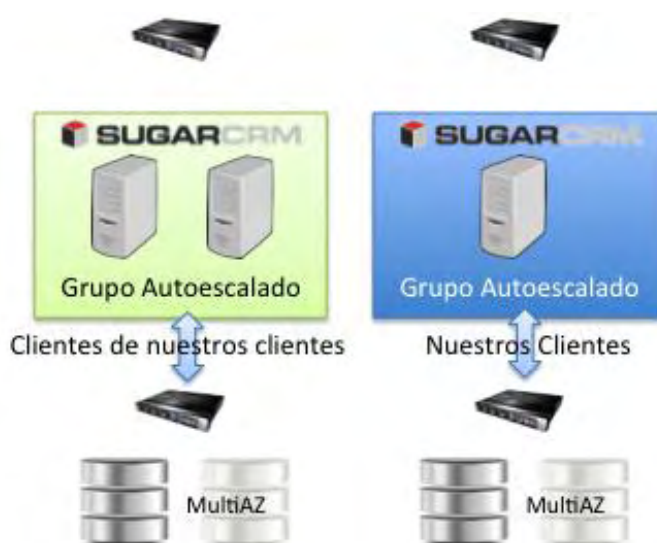 SUGARCRM
SUGARCRM
Grupo Autoescalado
Grupo Autoescalado
Clientes de nuestros clientes
Nuestros Clientes
MultiAZ
MultiAZ